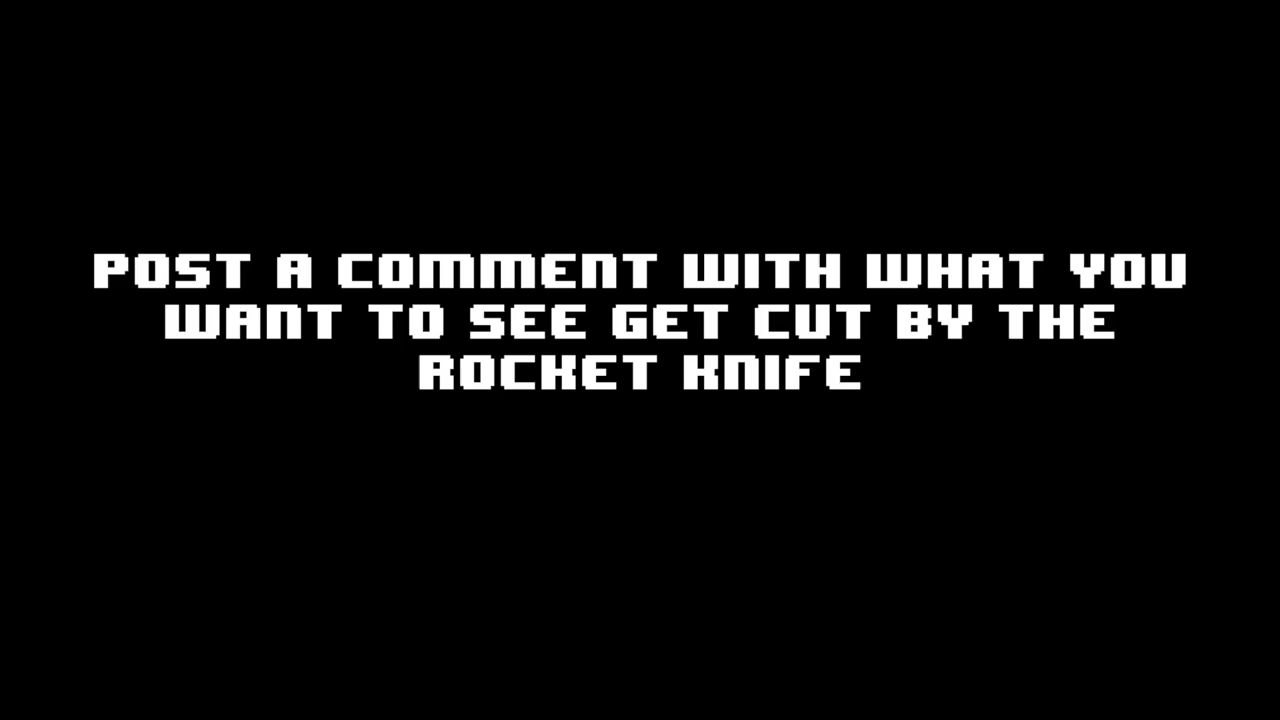 POST A COMMENT WITH WHAT YOU
WANT TO SEE GET CUT BY THE
ROCKET KNIFE